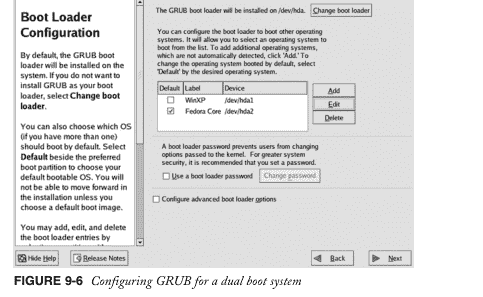 Boot Loader
Configuration
By default, the GRUB boot
loader will be installed on the
system. If you do not want to
install GRUB as your boot
loader, select Change boot
loader.
You can also choose which OS
(if you have more than one)
should boot by default. Select
Default beside the preferred
boot partition to choose your
default bootable OS. You will
not be able to move forward in
the installation unless you
choose a default boot image.
You may add, edit, and delete
the boot loader entries by
The GRUB boot loader will be installed on /dev/hda. Change boot loader
You can configure the boot loader to boot other operating
systems. It will allow you to select an operating system to
boot from the list. To add additional operating systems,
which are not automatically detected, click 'Add.' To
change the operating system booted by default, select
'Default' by the desired operating system.
Default Label Device
WinXP /dev/hda1
Fedora Core /dev/hda2
Add
Edit
Delete
A boot loader password prevents users from changing
options passed to the kernel. For greater system
security, it is recommended that you set a password.
Use a boot loader password Change password
Configure advanced boot loader options
Hide Help Release Notes Back Next
FIGURE 9-6 Configuring GRUB for a dual boot system